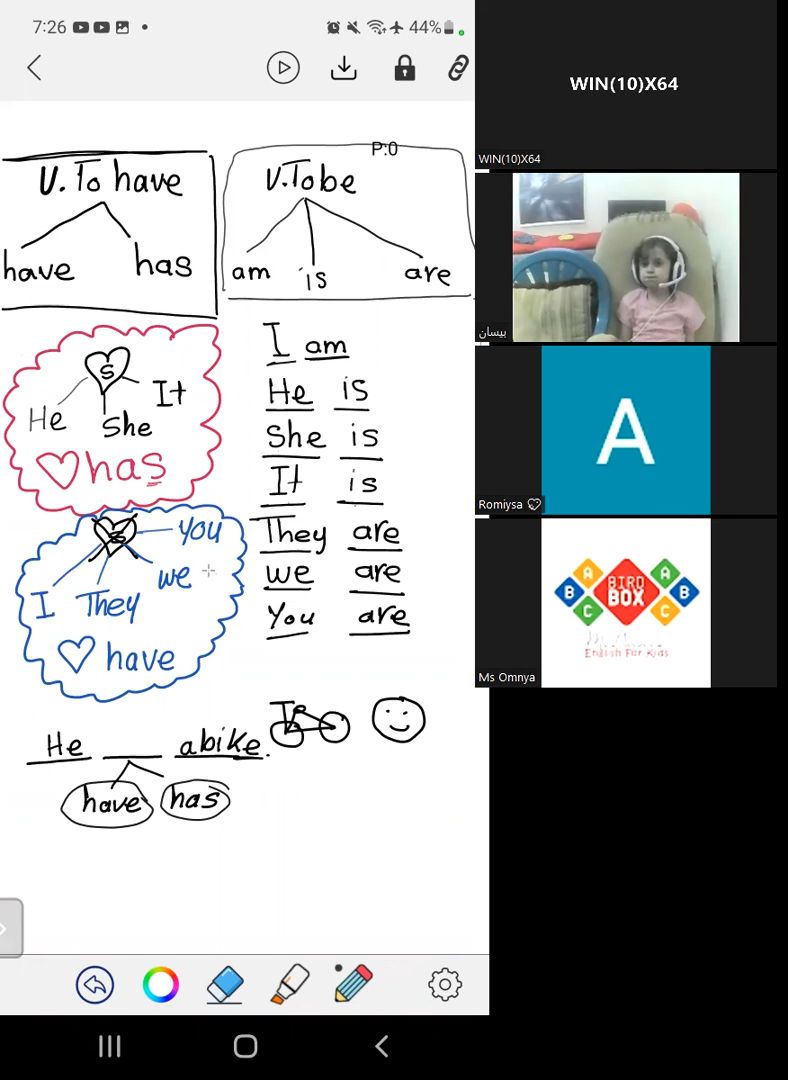 7:26
44%
P:0
V. To have
have has
V. To be
am is are
S
He She It
has
S
I They we You
have
I am
He is
She is
It is
They are
we are
You are
He ___ abike.
have has
WIN(10)X64
WIN(10)X64
بيسان
A
Romiysa
A
B
C
BIRD
BOX
A
B
C
English For Kids
Ms Omnya